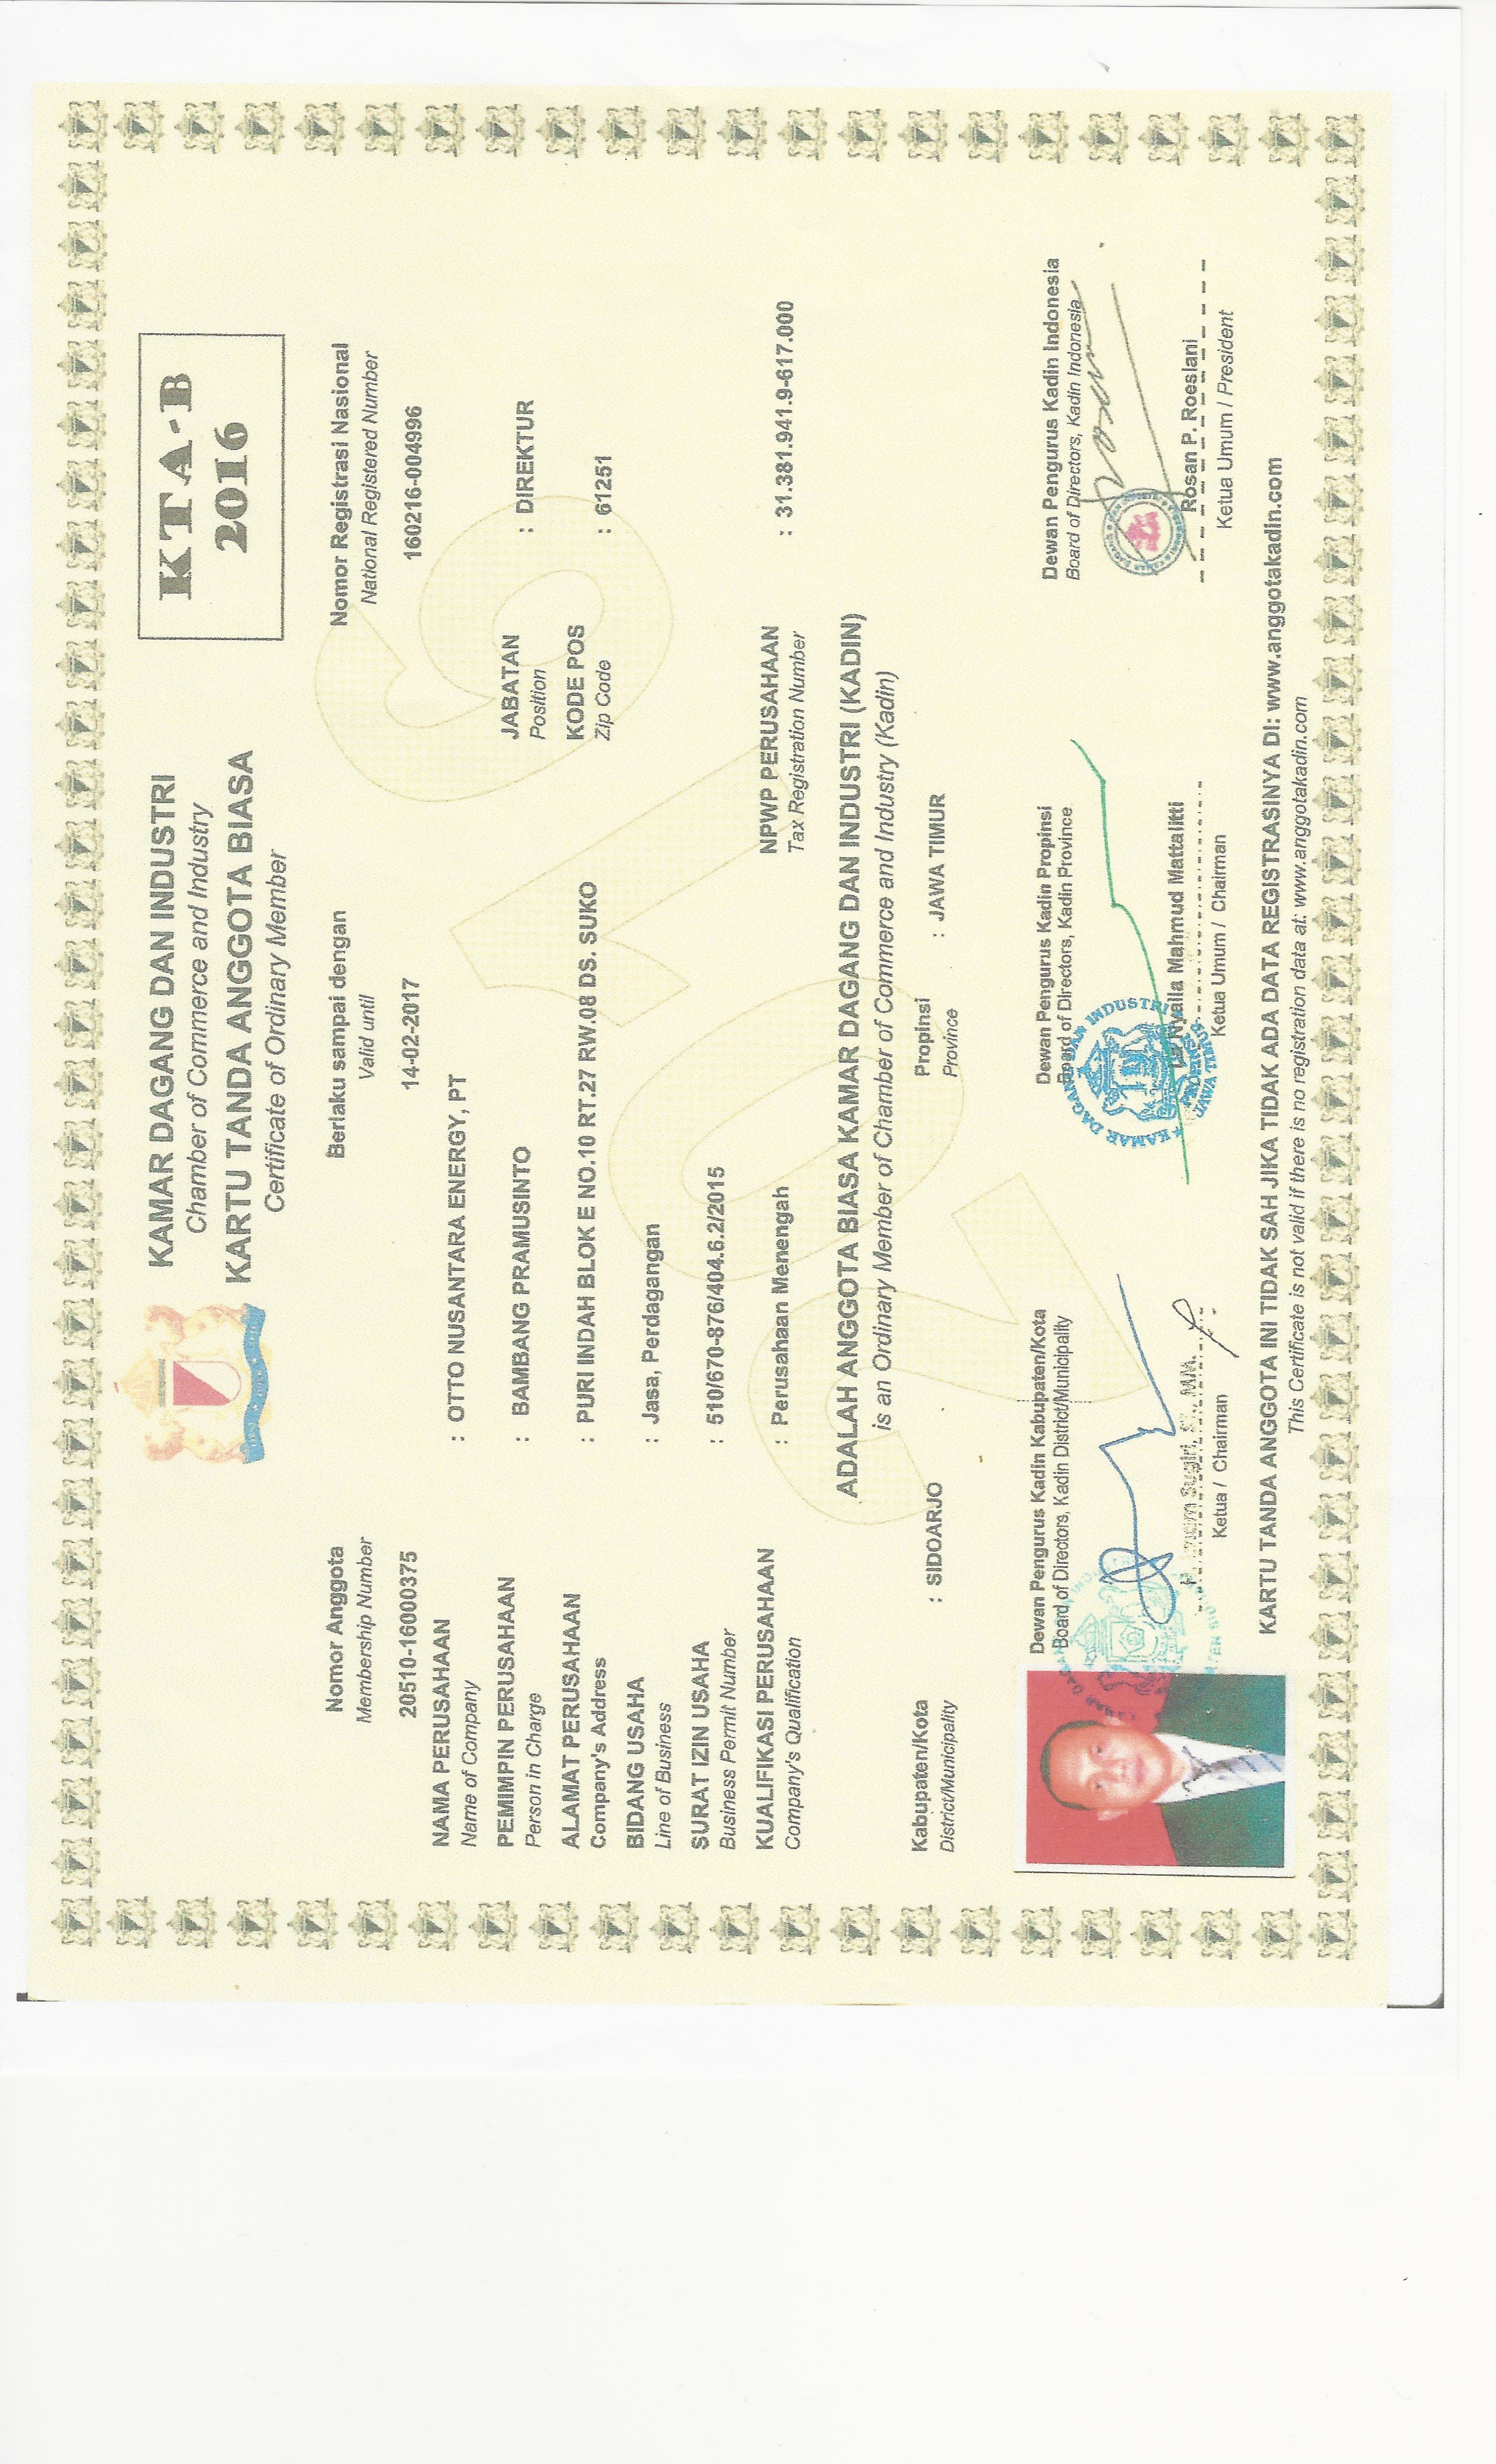 KAMAR DAGANG DAN INDUSTRI
Chamber of Commerce and Industry
KARTU TANDA ANGGOTA BIASA
Certificate of Ordinary Member
KTA-B
2016
Nomor Anggota
Membership Number
20510-16000375
Berlaku sampai dengan
Valid until
14-02-2017
Nomor Registrasi Nasional
National Registered Number
160216-004996
NAMA PERUSAHAAN
Name of Company
: OTTO NUSANTARA ENERGY, PT
PEMIMPIN PERUSAHAAN
Person in Charge
: BAMBANG PRAMUSINTO
JABATAN
Position
: DIREKTUR
ALAMAT PERUSAHAAN
Company's Address
: PURI INDAH BLOK E NO.10 RT.27 RW.08 DS. SUKO
KODE POS
Zip Code
: 61251
BIDANG USAHA
Line of Business
: Jasa, Perdagangan
SURAT IZIN USAHA
Business Permit Number
: 510/670-876/404.6.2/2015
KUALIFIKASI PERUSAHAAN
Company's Qualification
: Perusahaan Menengah
NPWP PERUSAHAAN
Tax Registration Number
: 31.381.941.9-617.000
2016
ADALAH ANGGOTA BIASA KAMAR DAGANG DAN INDUSTRI (KADIN)
is an Ordinary Member of Chamber of Commerce and Industry (Kadin)
Kabupaten/Kota
District/Municipality
: SIDOARJO
Propinsi
Province
: JAWA TIMUR
Dewan Pengurus Kadin Kabupaten/Kota
Board of Directors, Kadin District/Municipality
H. Imam Sugiri, ST., MM.
Ketua / Chairman
Dewan Pengurus Kadin Propinsi
Board of Directors, Kadin Province
KAMAR DAGANG DAN INDUSTRI
PROPINSI
JAWA TIMUR
La Nyalla Mahmud Mattalitti
Ketua Umum / Chairman
Dewan Pengurus Kadin Indonesia
Board of Directors, Kadin Indonesia
Rosan P. Roeslani
Ketua Umum / President
KARTU TANDA ANGGOTA INI TIDAK SAH JIKA TIDAK ADA DATA REGISTRASINYA DI: www.anggotakadin.com
This Certificate is not valid if there is no registration data at: www.anggotakadin.com